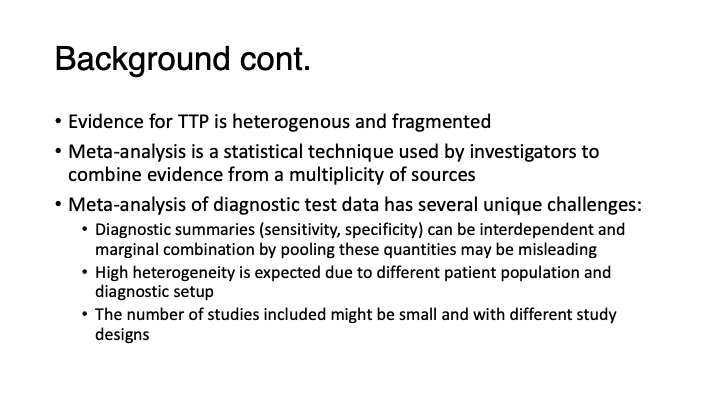 Background cont.
• Evidence for TTP is heterogenous and fragmented
• Meta-analysis is a statistical technique used by investigators to
combine evidence from a multiplicity of sources
• Meta-analysis of diagnostic test data has several unique challenges:
• Diagnostic summaries (sensitivity, specificity) can be interdependent and
marginal combination by pooling these quantities may be misleading
• High heterogeneity is expected due to different patient population and
diagnostic setup
• The number of studies included might be small and with different study
designs